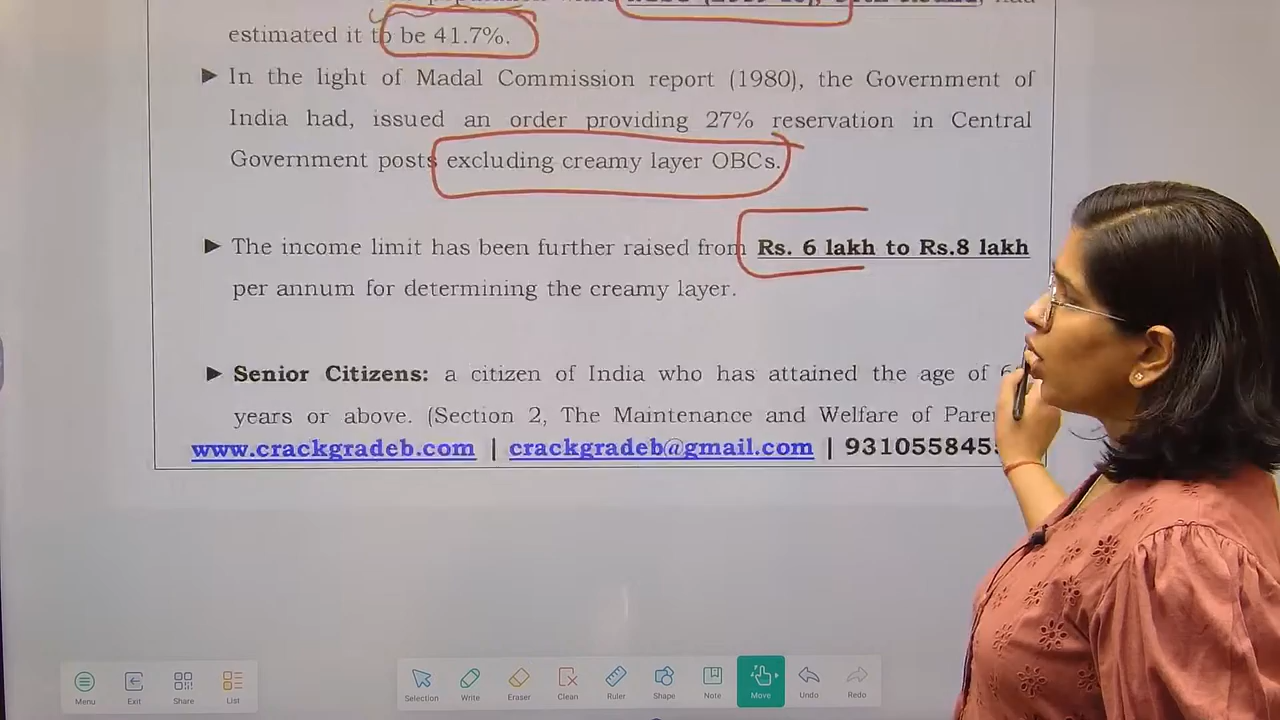 estimated it to be 41.7%.
► In the light of Madal Commission report (1980), the Government of
India had, issued an order providing 27% reservation in Central
Government posts excluding creamy layer OBCs.
► The income limit has been further raised from Rs. 6 lakh to Rs.8 lakh
per annum for determining the creamy layer.
► Senior Citizens: a citizen of India who has attained the age of
years or above. (Section 2, The Maintenance and Welfare of
www.crackgradeb.com | crackgradeb@gmail.com |
Menu Exit Share List Selection Write Eraser Clean Ruler Shape Note Move Undo Redo